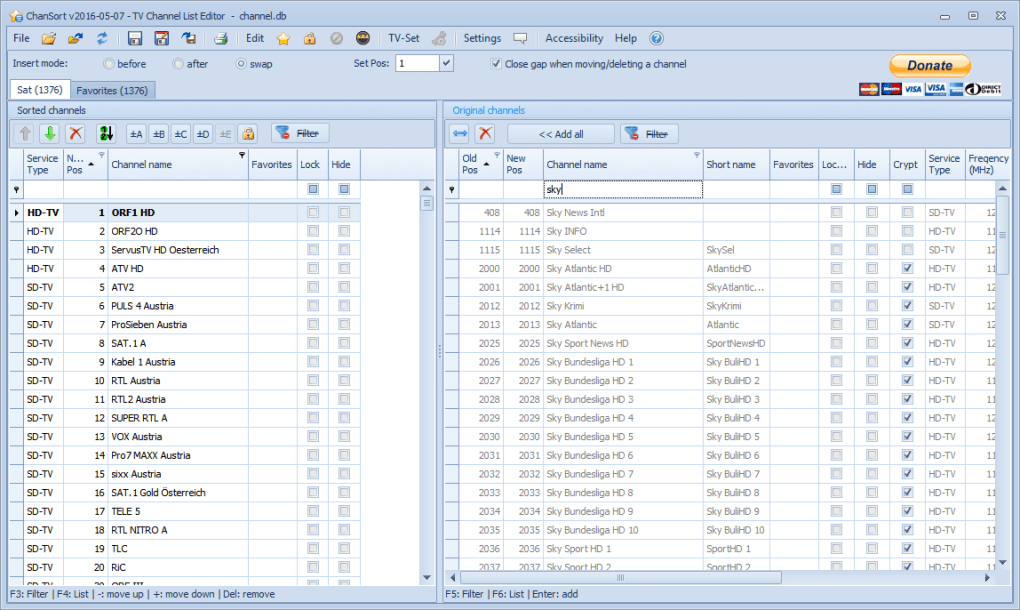 ChanSort v2016-05-07 - TV Channel List Editor - channel.db
File Edit TV-Set Settings Accessibility Help
Insert mode: before after swap Set Pos: 1 Close gap when moving/deleting a channel Donate
VISA VISA DIRECT Debit
Sat (1376) Favorites (1376)
Sorted channels
±A ±B ±C ±D ±E Filter
Service Type N... Pos Channel name Favorites Lock Hide
HD-TV 1 ORF1 HD
HD-TV 2 ORF2O HD
HD-TV 3 ServusTV HD Oesterreich
HD-TV 4 ATV HD
SD-TV 5 ATV2
SD-TV 6 PULS 4 Austria
SD-TV 7 ProSieben Austria
SD-TV 8 SAT.1 A
SD-TV 9 Kabel 1 Austria
SD-TV 10 RTL Austria
SD-TV 11 RTL2 Austria
SD-TV 12 SUPER RTL A
SD-TV 13 VOX Austria
SD-TV 14 Pro7 MAXX Austria
SD-TV 15 sixx Austria
SD-TV 16 SAT.1 Gold Österreich
SD-TV 17 TELE 5
SD-TV 18 RTL NITRO A
SD-TV 19 TLC
SD-TV 20 RiC
F3: Filter | F4: List | -: move up | +: move down | Del: remove
Original channels
<< Add all Filter
Old Pos New Pos Channel name Short name Favorites Loc... Hide Crypt Service Type Freqency (MHz)
sky
408 408 Sky News Intl SD-TV 12
1114 1114 Sky INFO HD-TV 11
1115 1115 Sky Select SkySel SD-TV 12
2000 2000 Sky Atlantic HD AtlanticHD HD-TV 12
2001 2001 Sky Atlantic+1 HD SkyAtlantic... HD-TV 11
2012 2012 Sky Krimi SkyKrimi SD-TV 12
2013 2013 Sky Atlantic Atlantic SD-TV 12
2025 2025 Sky Sport News HD SportNewsHD HD-TV 12
2026 2026 Sky Bundesliga HD 1 Sky BuliHD 1 HD-TV 12
2027 2027 Sky Bundesliga HD 2 Sky BuliHD 2 HD-TV 11
2028 2028 Sky Bundesliga HD 3 Sky BuliHD 3 HD-TV 11
2029 2029 Sky Bundesliga HD 4 Sky BuliHD 4 HD-TV 11
2030 2030 Sky Bundesliga HD 5 Sky BuliHD 5 HD-TV 12
2031 2031 Sky Bundesliga HD 6 Sky BuliHD 6 HD-TV 11
2032 2032 Sky Bundesliga HD 7 Sky BuliHD 7 HD-TV 11
2033 2033 Sky Bundesliga HD 8 Sky BuliHD 8 HD-TV 11
2034 2034 Sky Bundesliga HD 9 Sky BuliHD 9 HD-TV 11
2035 2035 Sky Bundesliga HD 10 Sky BuliHD 10 HD-TV 11
2036 2036 Sky Sport HD 1 SportHD 1 HD-TV 12
2037 2037 Sky Sport HD 2 SportHD 2 HD-TV 11
F5: Filter | F6: List | Enter: add